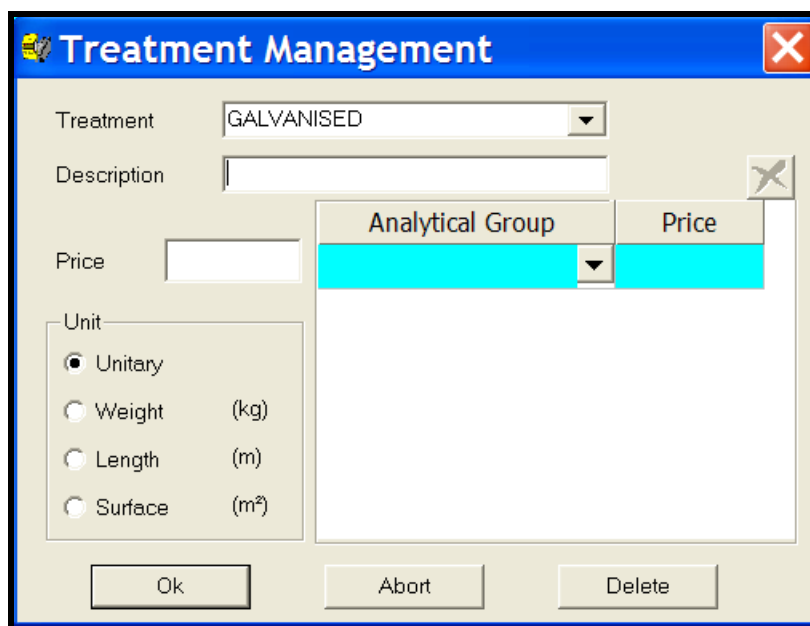 Treatment Management
Treatment GALVANISED
Description
Analytical Group Price
Price
Unit
Unitary
Weight (kg)
Length (m)
Surface (m²)
Ok Abort Delete